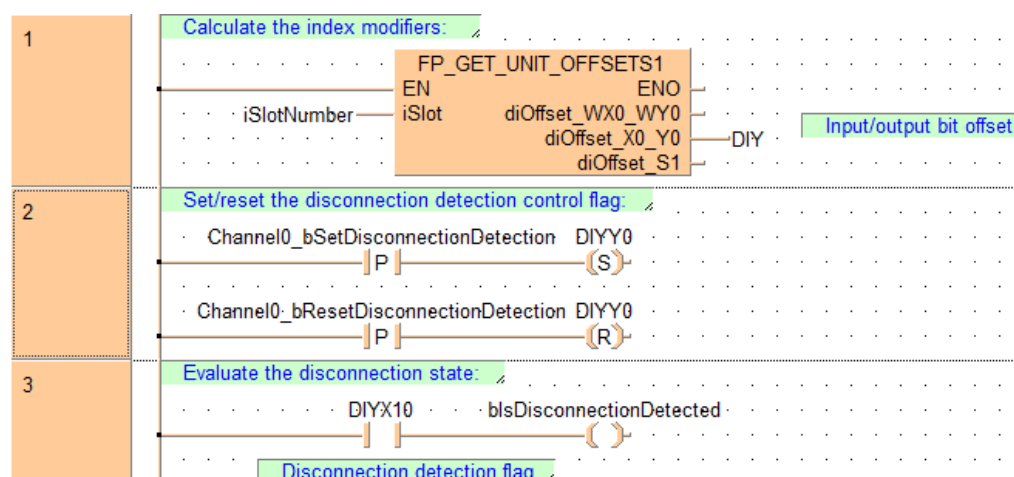 1
Calculate the index modifiers:
FP_GET_UNIT_OFFSETS1
EN ENO
iSlotNumber iSlot diOffset_WX0_WY0
Input/output bit offset
diOffset_X0_Y0 DIY
diOffset_S1
2
Set/reset the disconnection detection control flag:
Channel0_bSetDisconnectionDetection DIYY0
P (S)
Channel0_bResetDisconnectionDetection DIYY0
P (R)
3
Evaluate the disconnection state:
DIYX10 bIsDisconnectionDetected
Disconnection detection flag